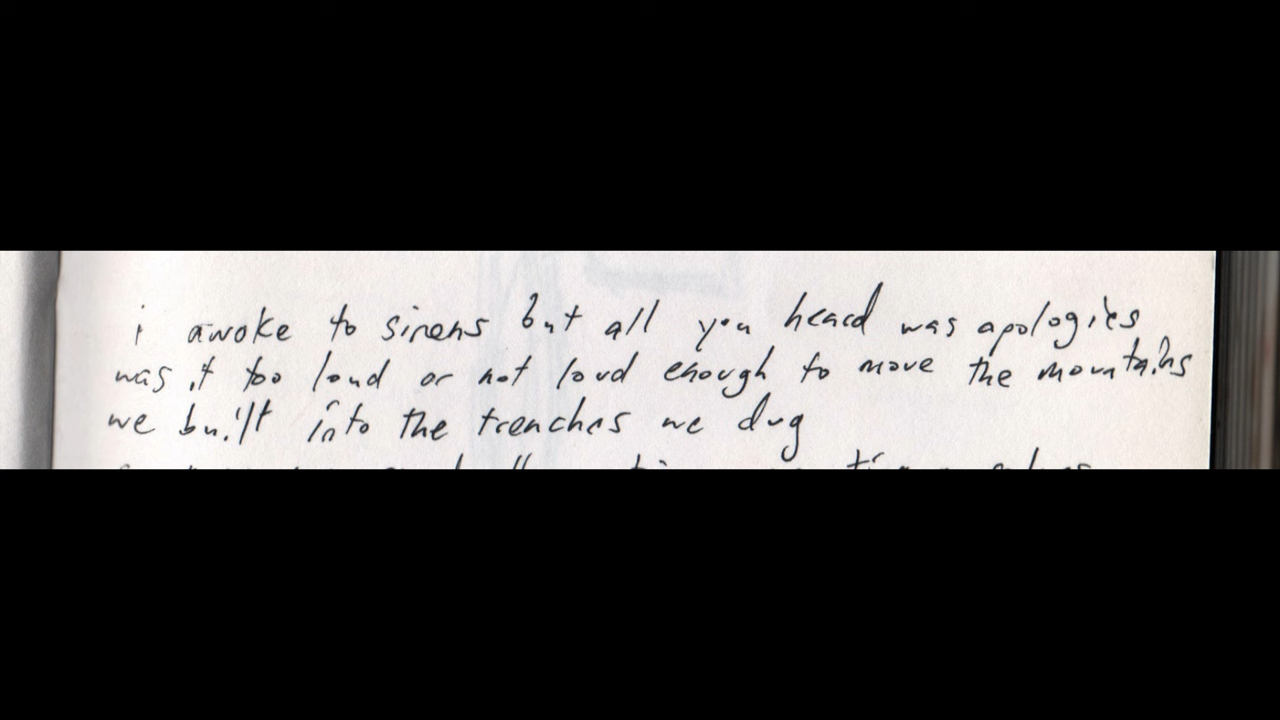 i awoke to sirens but all you heard was apologies
was it too loud or not loud enough to move the mountains
we built into the trenches we dug